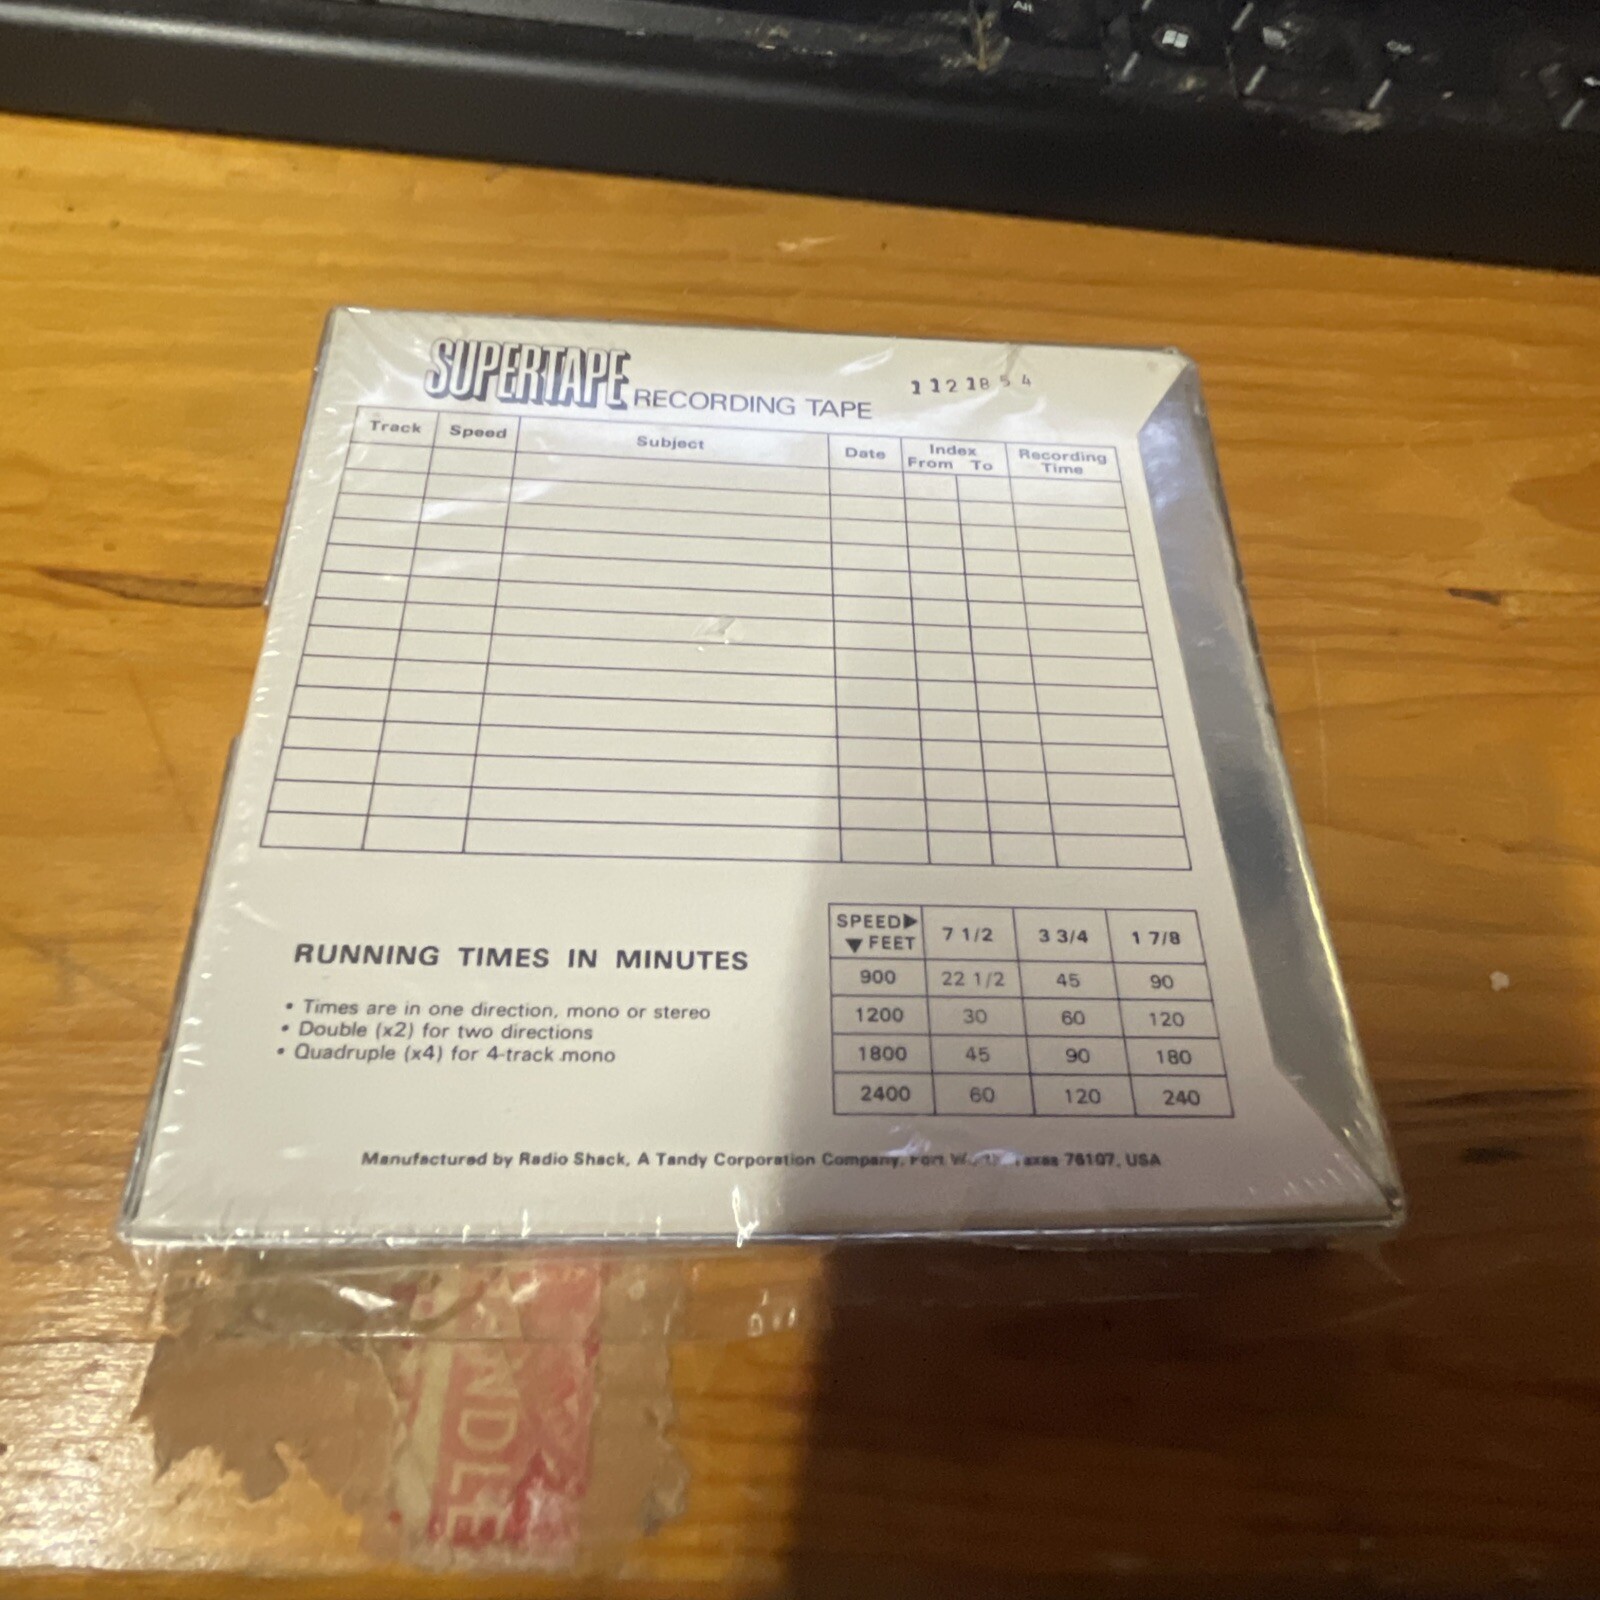 Alt
SUPERTAPE RECORDING TAPE
1121854
Track Speed Subject Date Index From To Recording Time
RUNNING TIMES IN MINUTES
• Times are in one direction, mono or stereo
• Double (x2) for two directions
• Quadruple (x4) for 4-track mono
SPEED▶ ▼FEET 7 1/2 3 3/4 1 7/8
900 22 1/2 45 90
1200 30 60 120
1800 45 90 180
2400 60 120 240
Manufactured by Radio Shack, A Tandy Corporation Company, Fort 76107, USA
NDLE